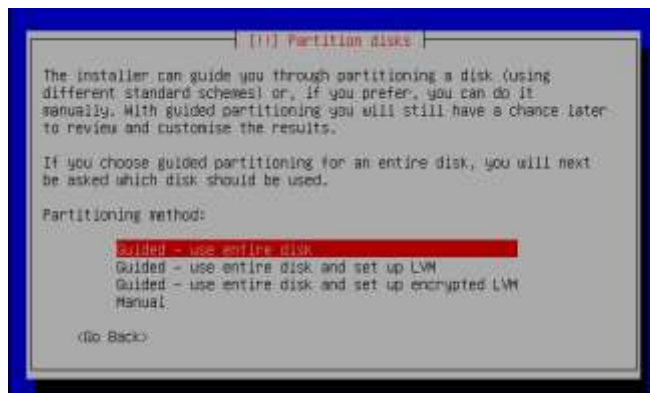 [!!] Partition disks
The installer can guide you through partitioning a disk (using
different standard schemes) or, if you prefer, you can do it
manually. With guided partitioning you will still have a chance later
to review and customise the results.
If you choose guided partitioning for an entire disk, you will next
be asked which disk should be used.
Partitioning method:
Guided - use entire disk
Guided - use entire disk and set up LVM
Guided - use entire disk and set up encrypted LVM
Manual
<Go Back>